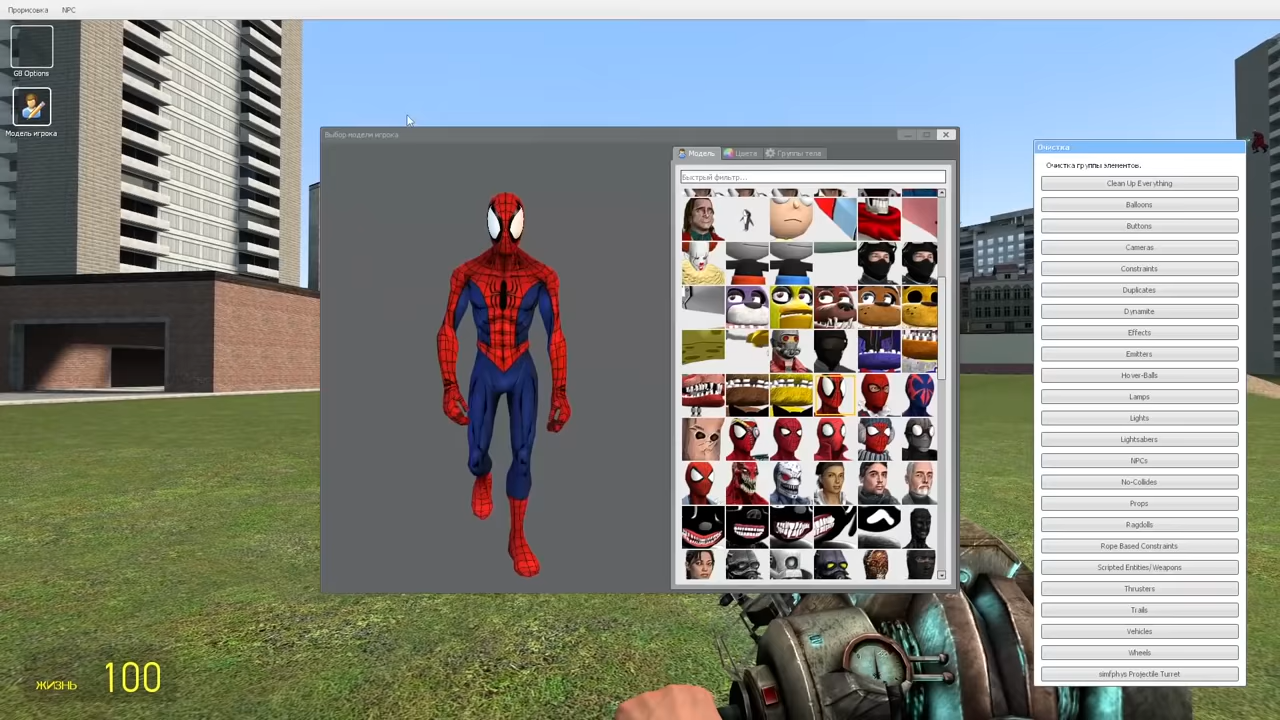 Прорисовка NPC
GB Options
Модель игрока
Выбор модели игрока
Модель Цвета Группы тела
Быстрый фильтр...
Очистка
Очистка группы элементов.
Clean Up Everything
Balloons
Buttons
Cameras
Constraints
Duplicates
Dynamite
Effects
Emitters
Hover-Balls
Lamps
Lights
Lightsabers
NPCs
No-Collides
Props
Ragdolls
Rope Based Constraints
Scripted Entities/Weapons
Thrusters
Trails
Vehicles
Wheels
simfphys Projectile Turret
ЖИЗНЬ 100